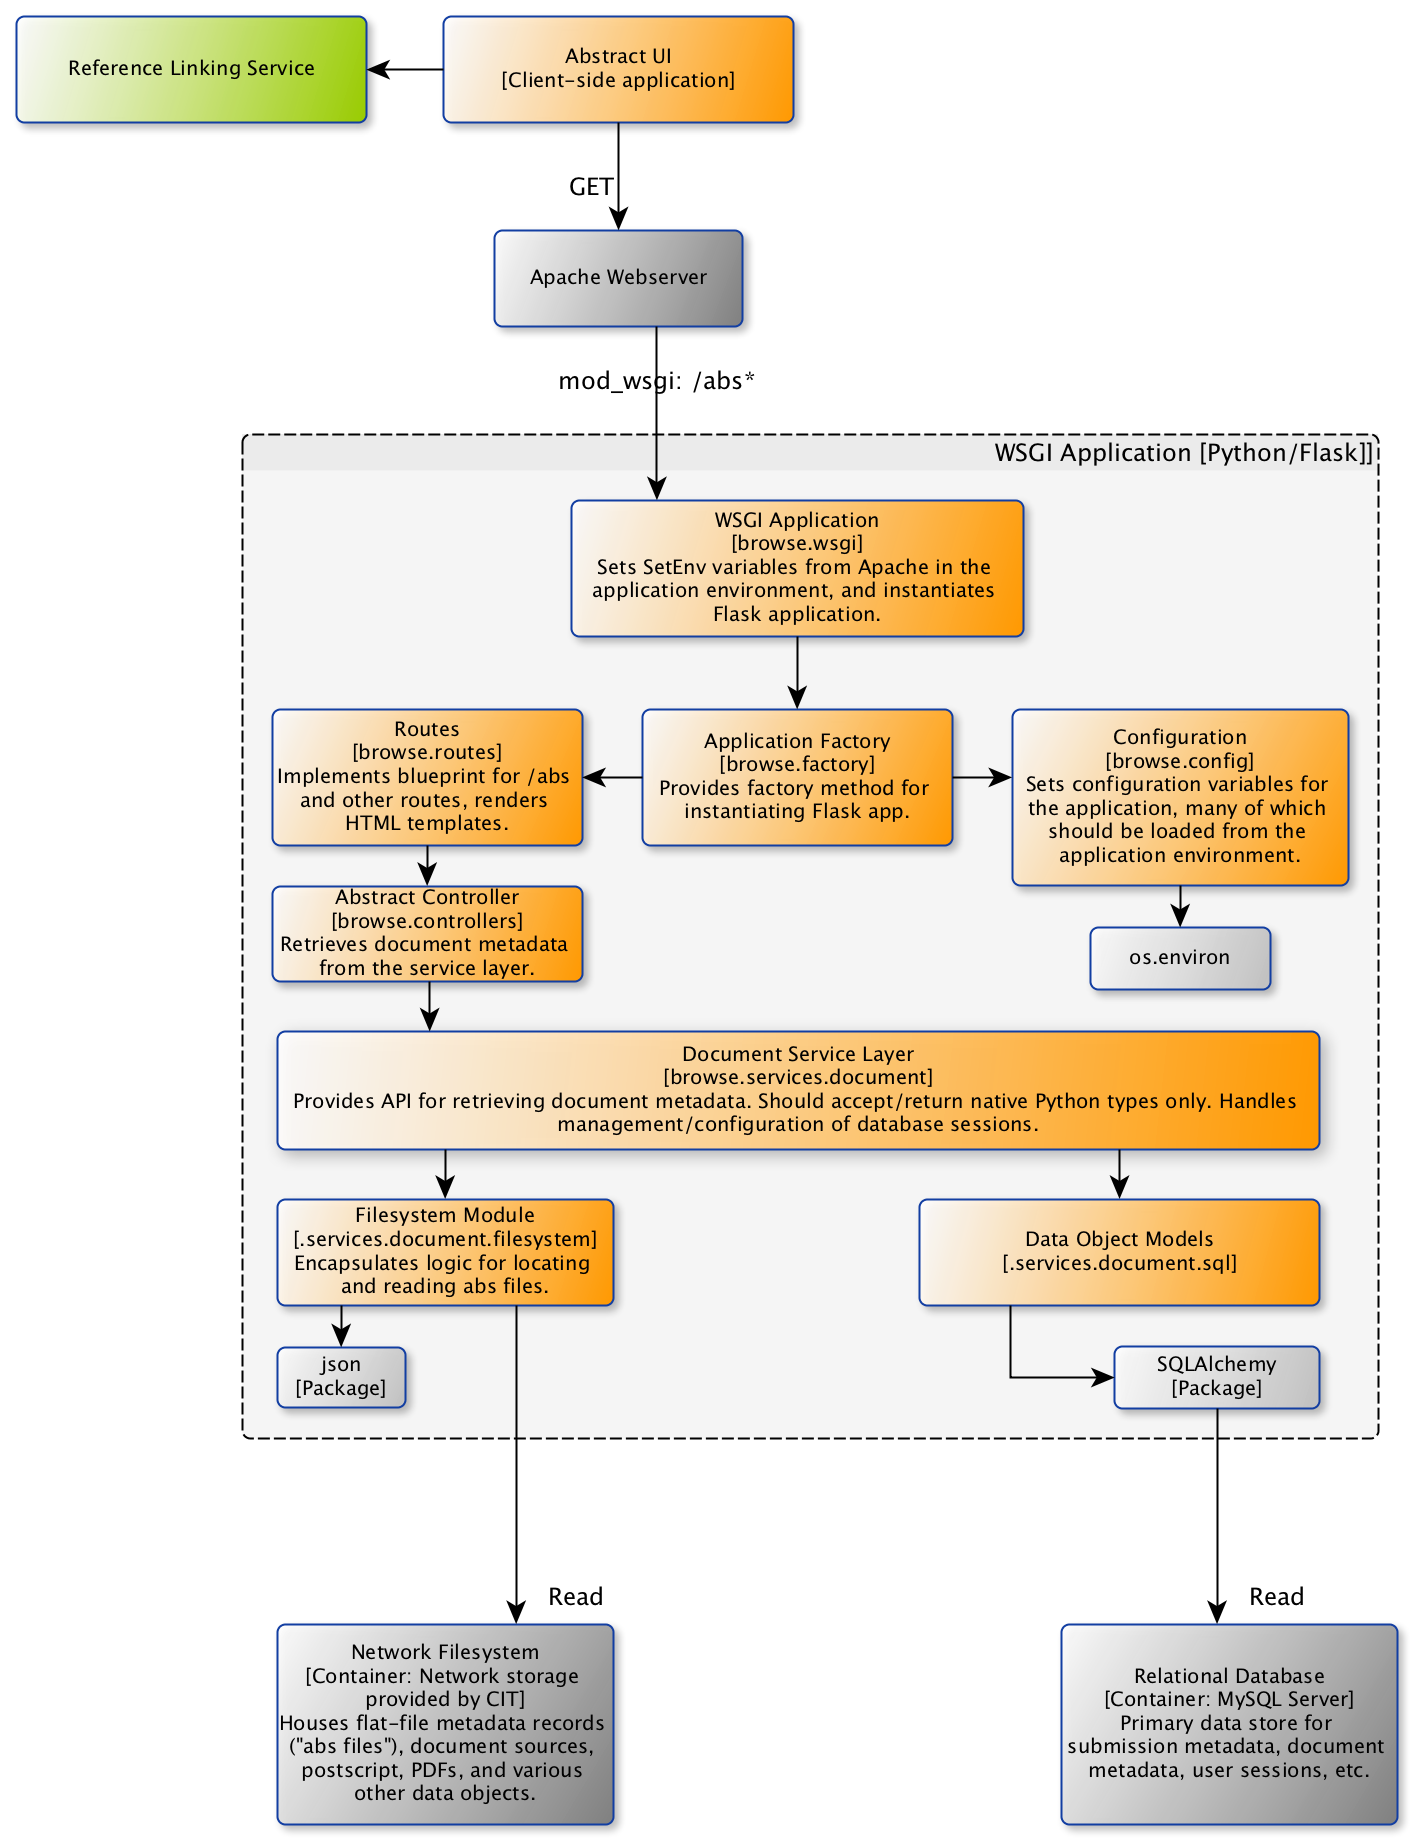 Reference Linking Service
Abstract UI
[Client-side application]
GET
Apache Webserver
mod_wsgi: /abs*
WSGI Application [Python/Flask]]
WSGI Application
[browse.wsgi]
Sets SetEnv variables from Apache in the
application environment, and instantiates
Flask application.
Routes
[browse.routes]
Implements blueprint for /abs
and other routes, renders
HTML templates.
Application Factory
[browse.factory]
Provides factory method for
instantiating Flask app.
Configuration
[browse.config]
Sets configuration variables for
the application, many of which
should be loaded from the
application environment.
Abstract Controller
[browse.controllers]
Retrieves document metadata
from the service layer.
os.environ
Document Service Layer
[browse.services.document]
Provides API for retrieving document metadata. Should accept/return native Python types only. Handles
management/configuration of database sessions.
Filesystem Module
[.services.document.filesystem]
Encapsulates logic for locating
and reading abs files.
Data Object Models
[.services.document.sql]
json
[Package]
SQLAlchemy
[Package]
Read
Read
Network Filesystem
[Container: Network storage
provided by CIT]
Houses flat-file metadata records
("abs files"), document sources,
postscript, PDFs, and various
other data objects.
Relational Database
[Container: MySQL Server]
Primary data store for
submission metadata, document
metadata, user sessions, etc.